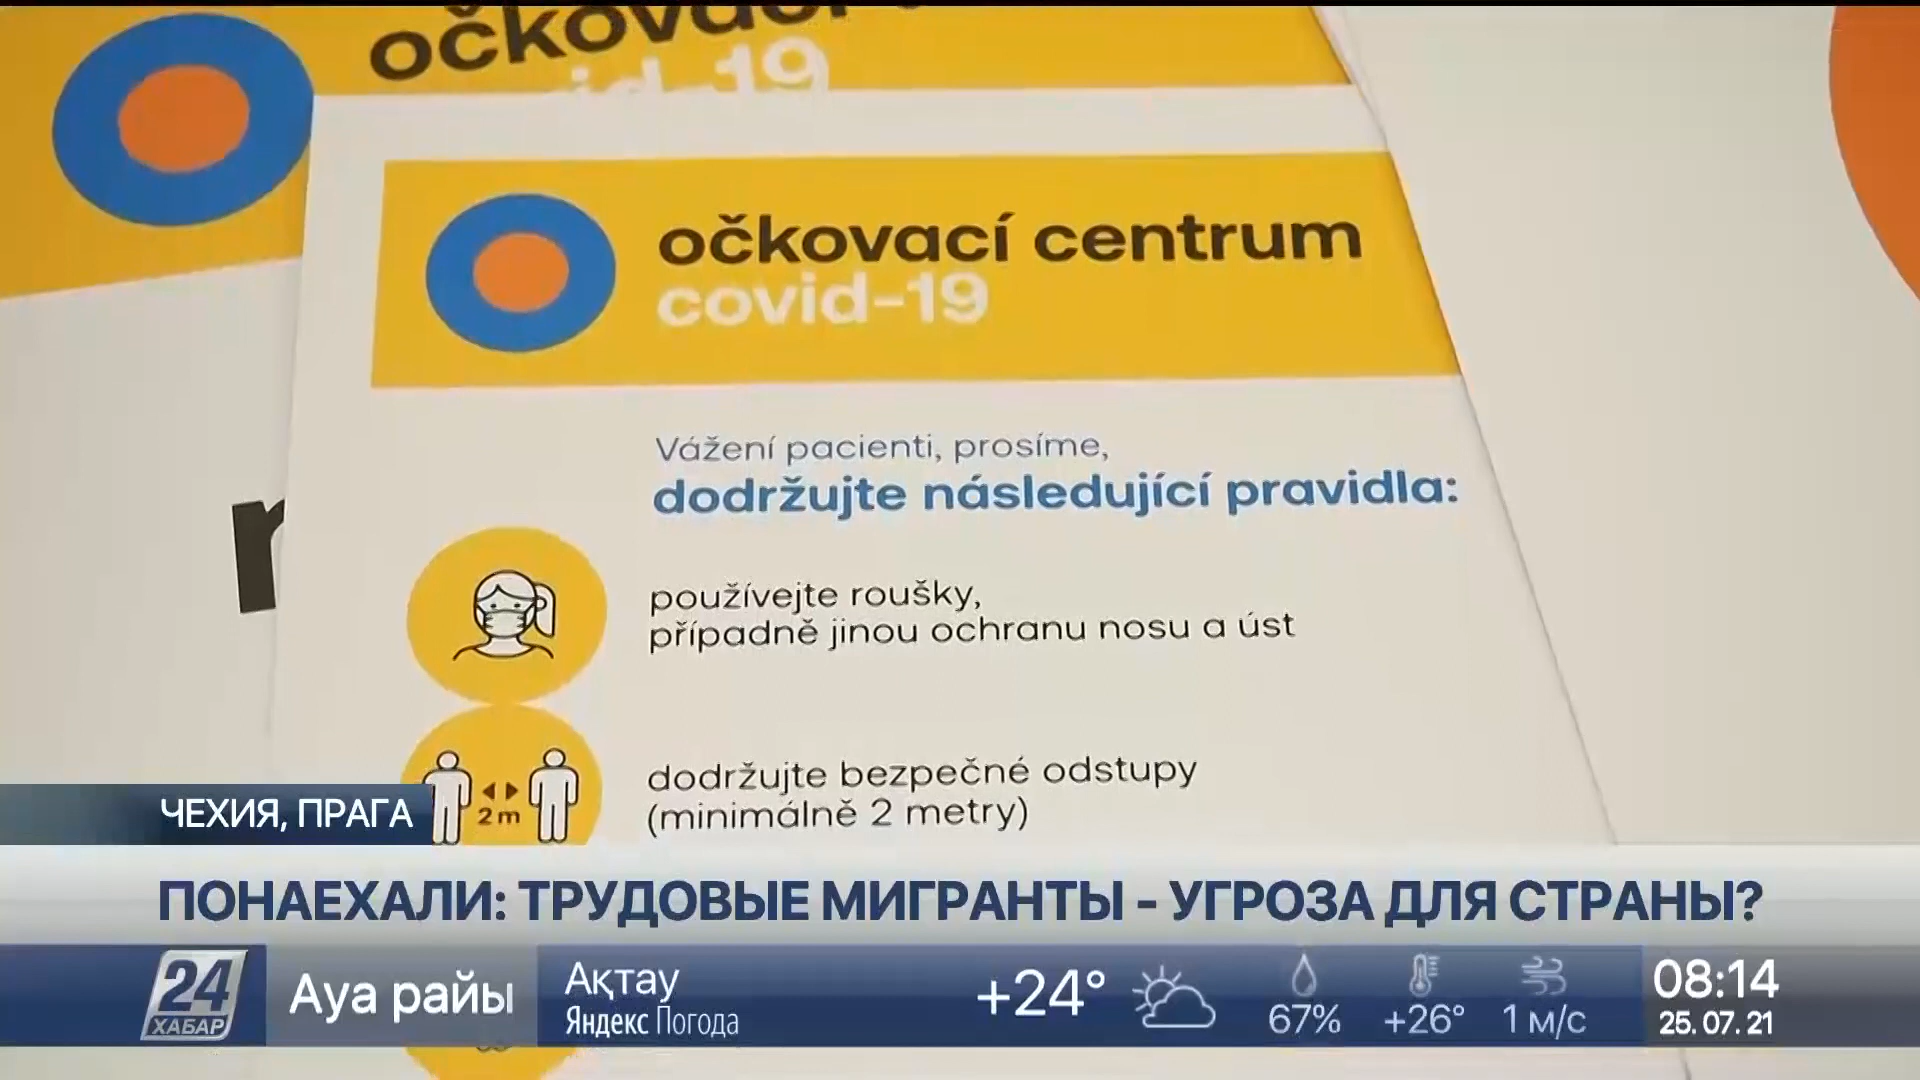 očkovací
id-19
očkovací centrum
covid-19
Vážení pacienti, prosíme,
dodržujte následující pravidla:
používejte roušky,
případně jinou ochranu nosu a úst
2 m
dodržujte bezpečné odstupy
(minimálně 2 metry)
ЧЕХИЯ, ПРАГА
ПОНАЕХАЛИ: ТРУДОВЫЕ МИГРАНТЫ - УГРОЗА ДЛЯ СТРАНЫ?
24
ХАБАР
Ауа райы
Ақтау
Яндекс Погода
+24°
67%
+26°
1 м/с
08:14
25. 07. 21